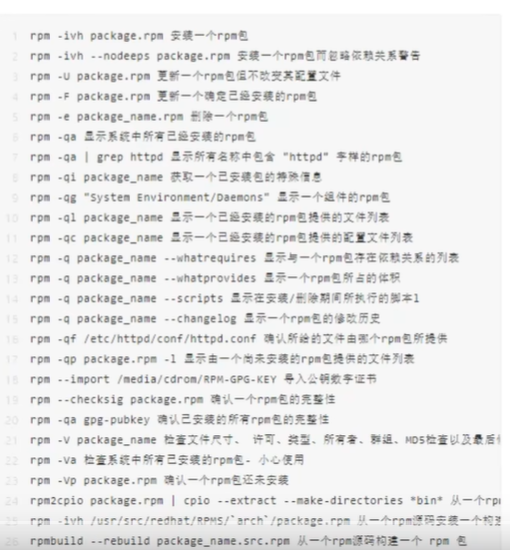 1 rpm -ivh package.rpm 安装一个rpm包
2 rpm -ivh --nodeeps package.rpm 安装一个rpm包而忽略依赖关系警告
3 rpm -U package.rpm 更新一个rpm包但不改变其配置文件
4 rpm -F package.rpm 更新一个确定已经安装的rpm包
5 rpm -e package_name.rpm 删除一个rpm包
6 rpm -qa 显示系统中所有已经安装的rpm包
7 rpm -qa | grep httpd 显示所有名称中包含 "httpd" 字样的rpm包
8 rpm -qi package_name 获取一个已安装包的特殊信息
9 rpm -qg "System Environment/Daemons" 显示一个组件的rpm包
10 rpm -ql package_name 显示一个已经安装的rpm包提供的文件列表
11 rpm -qc package_name 显示一个已经安装的rpm包提供的配置文件列表
12 rpm -q package_name --whatrequires 显示与一个rpm包存在依赖关系的列表
13 rpm -q package_name --whatprovides 显示一个rpm包所占的体积
14 rpm -q package_name --scripts 显示在安装/删除期间所执行的脚本l
15 rpm -q package_name --changelog 显示一个rpm包的修改历史
16 rpm -qf /etc/httpd/conf/httpd.conf 确认所给的文件由哪个rpm包所提供
17 rpm -qp package.rpm -l 显示由一个尚未安装的rpm包提供的文件列表
18 rpm --import /media/cdrom/RPM-GPG-KEY 导入公钥数字证书
19 rpm --checksig package.rpm 确认一个rpm包的完整性
20 rpm -qa gpg-pubkey 确认已安装的所有rpm包的完整性
21 rpm -V package_name 检查文件尺寸、 许可、类型、所有者、群组、MD5检查以及最后
22 rpm -Va 检查系统中所有已安装的rpm包- 小心使用
23 rpm -Vp package.rpm 确认一个rpm包还未安装
24 rpm2cpio package.rpm | cpio --extract --make-directories *bin* 从一个rp
25 rpm -ivh /usr/src/redhat/RPMS/`arch`/package.rpm 从一个rpm源码安装一个构
26 rpmbuild --rebuild package_name.src.rpm 从一个rpm源码构建一个 rpm 包